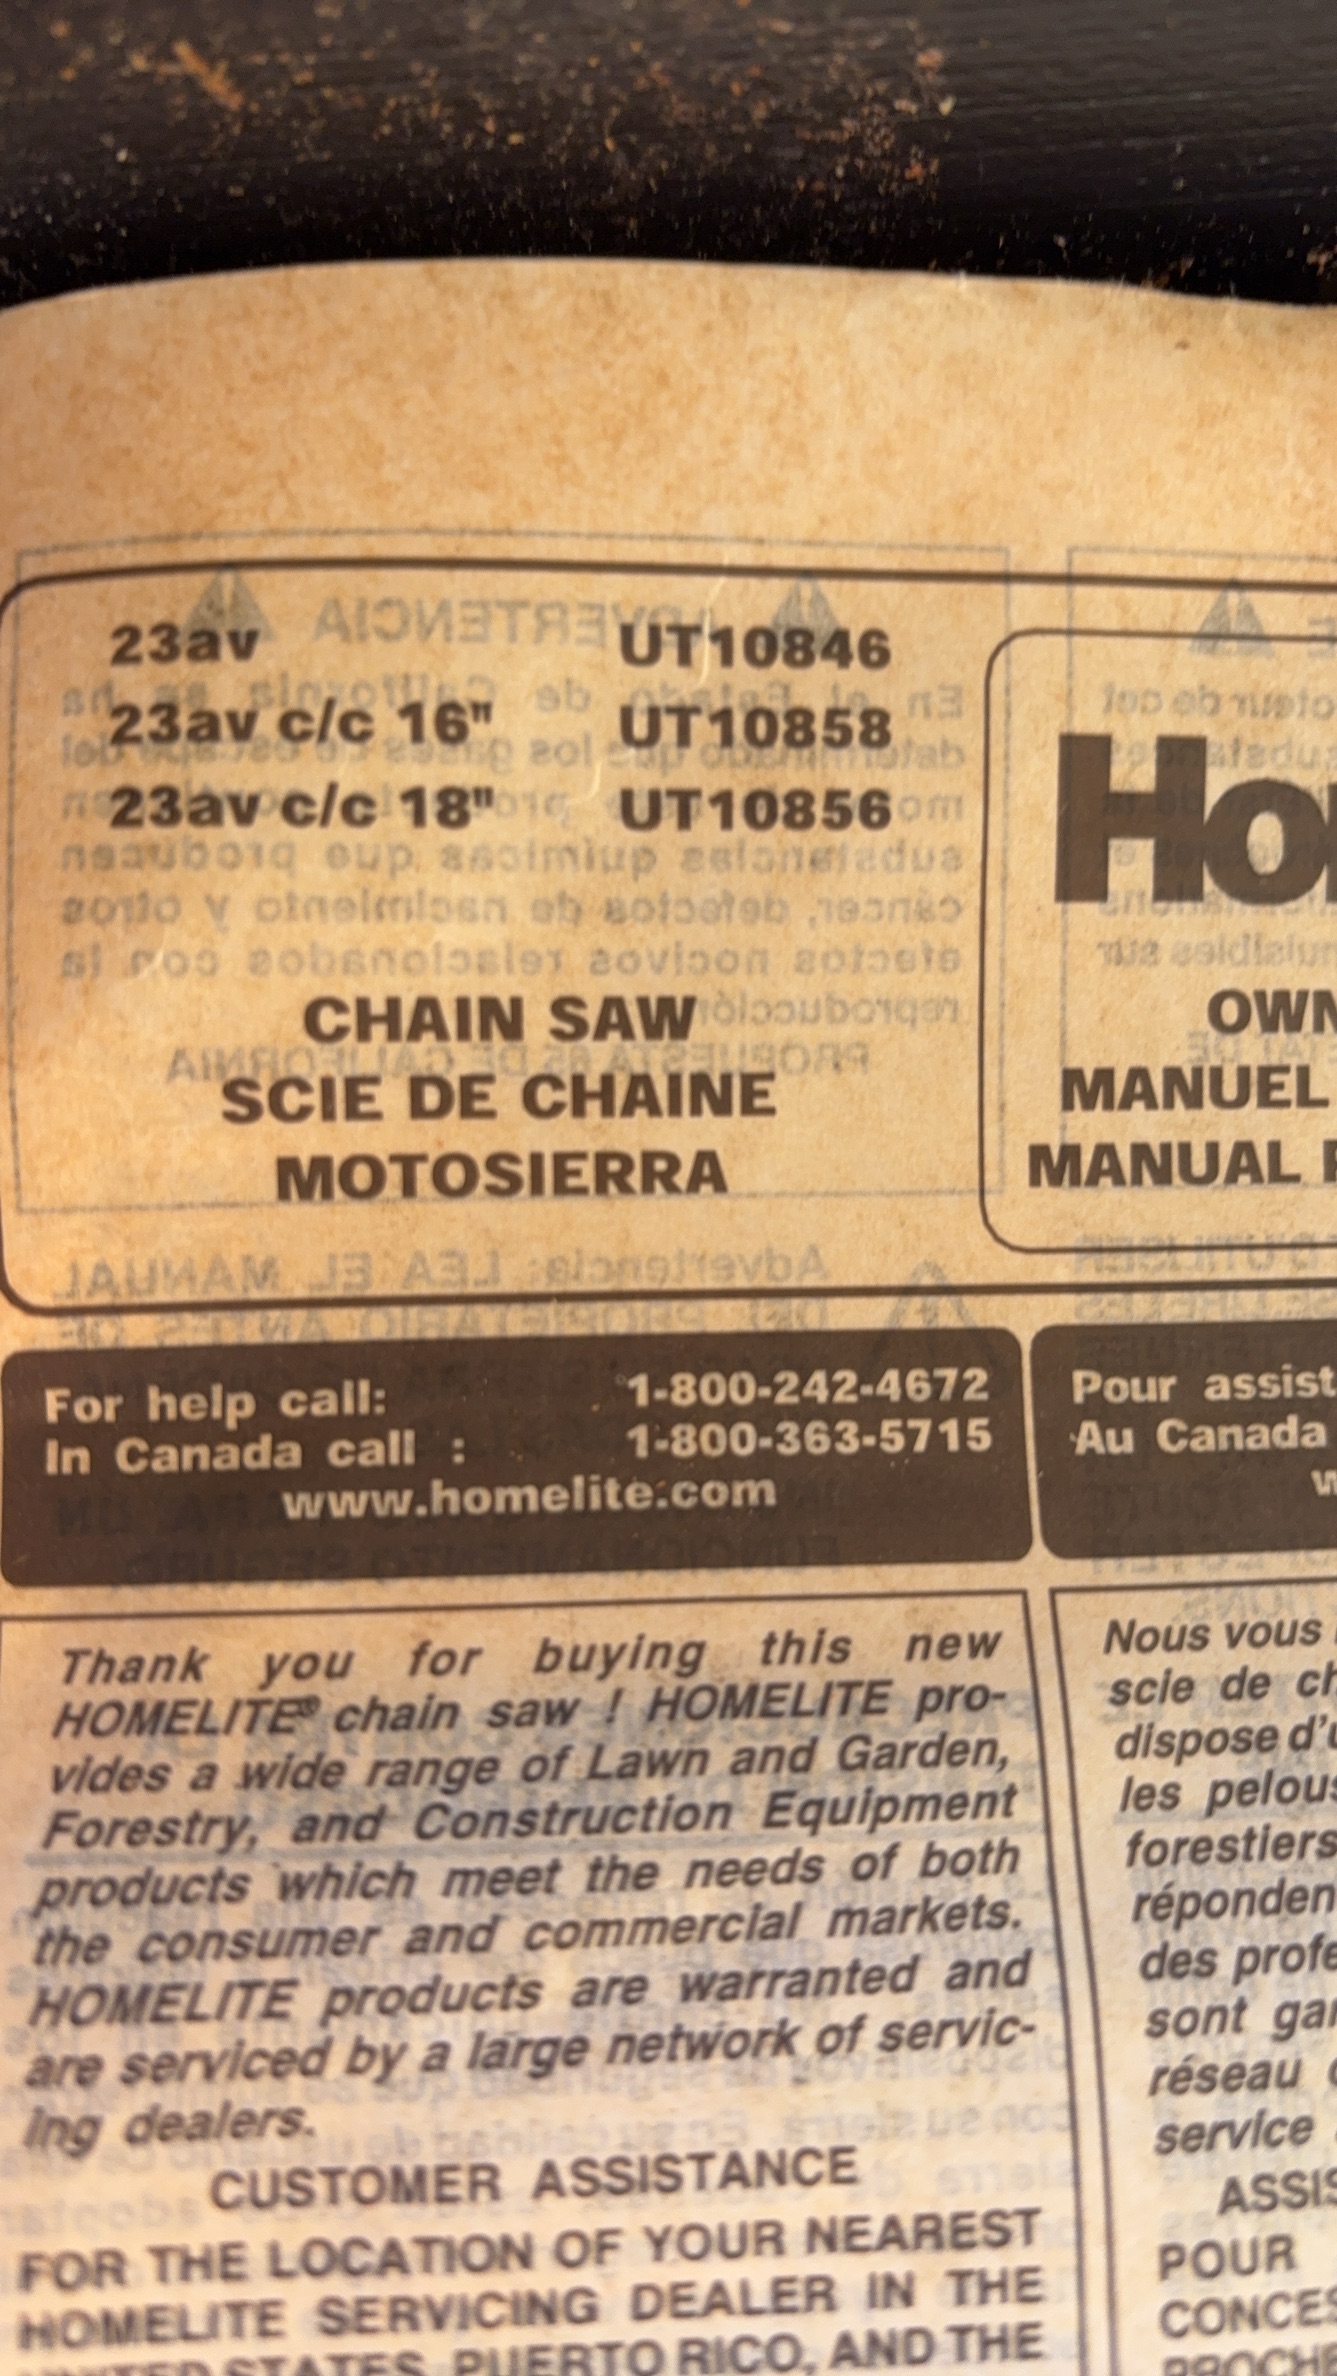 23av UT10846
23av c/c 16" UT10858
23av c/c 18" UT10856
CHAIN SAW
SCIE DE CHAINE
MOTOSIERRA
Ho
OWN
MANUEL
MANUAL
For help call: 1-800-242-4672
In Canada call : 1-800-363-5715
www.homelite.com
Pour assist
Au Canada
w
Thank you for buying this new
HOMELITE® chain saw ! HOMELITE pro-
vides a wide range of Lawn and Garden,
Forestry, and Construction Equipment
products which meet the needs of both
the consumer and commercial markets.
HOMELITE products are warranted and
are serviced by a large network of servic-
ing dealers.
CUSTOMER ASSISTANCE
FOR THE LOCATION OF YOUR NEAREST
HOMELITE SERVICING DEALER IN THE
UNITED STATES, PUERTO RICO, AND THE
Nous vous
scie de ch
dispose d'u
les pelous
forestiers
réponden
des profe
sont gar
réseau
service
ASSIS
POUR
CONCES
PROCH